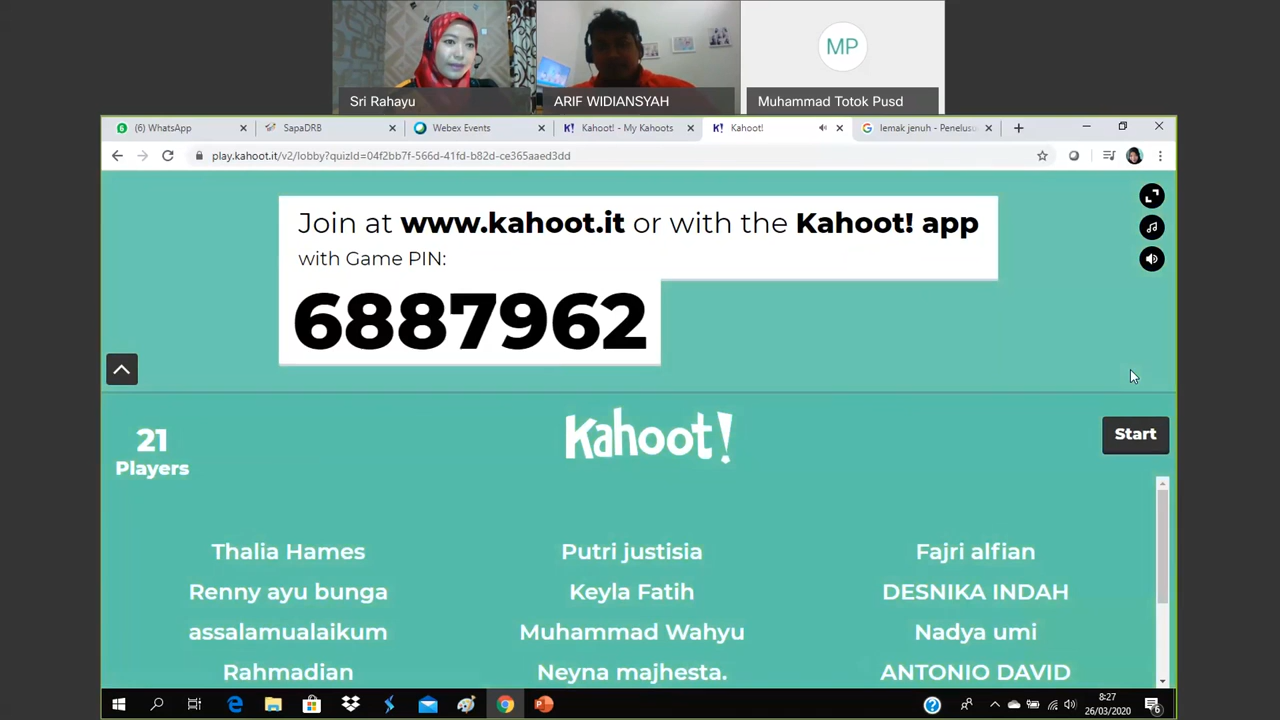 MP
Sri Rahayu
ARIF WIDIANSYAH
Muhammad Totok Pusd
(6) WhatsApp
SapaDRB
Webex Events
Kahoot! - My Kahoots
Kahoot!
lemak jenuh - Penelusu
play.kahoot.it/v2/lobby?quizId=04f2bb7f-566d-41fd-b82d-ce365aaed3dd
Join at www.kahoot.it or with the Kahoot! app
with Game PIN:
6887962
21
Players
Kahoot!
Start
Thalia Hames
Putri justisia
Fajri alfian
Renny ayu bunga
Keyla Fatih
DESNIKA INDAH
assalamualaikum
Muhammad Wahyu
Nadya umi
Rahmadian
Neyna majhesta.
ANTONIO DAVID
8:27
26/03/2020